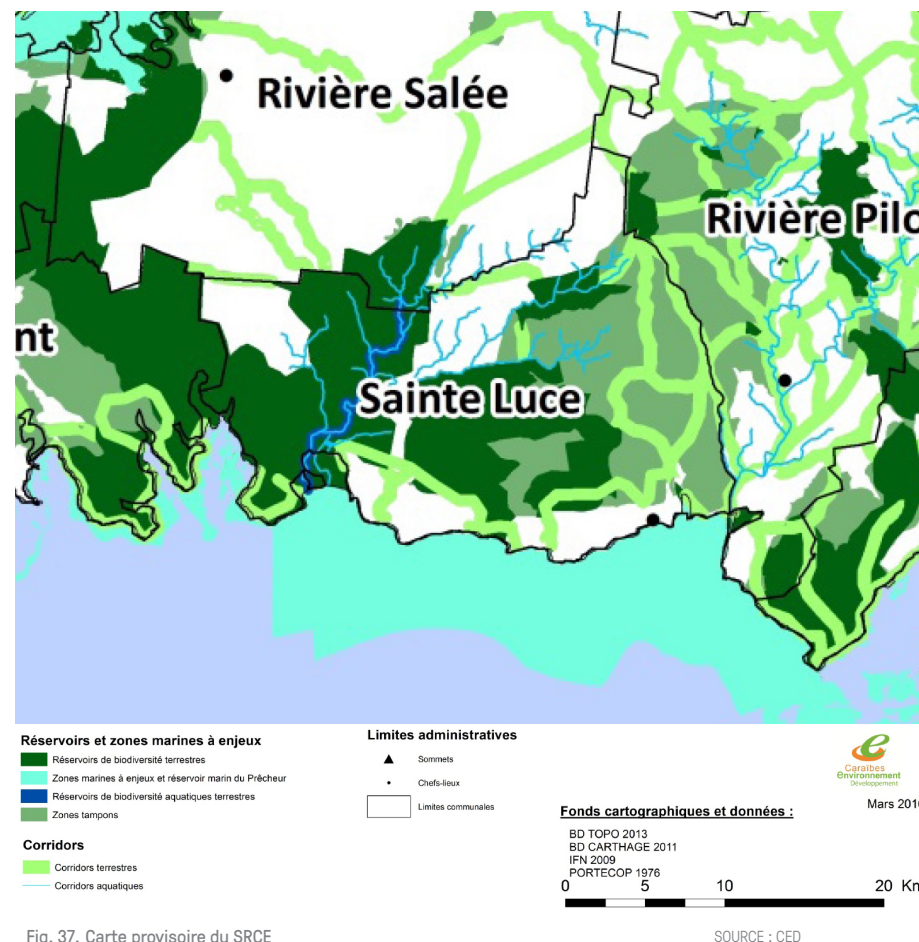 Rivière Salée
Rivière Pilo
nt
Sainte Luce
Réservoirs et zones marines à enjeux
Réservoirs de biodiversité terrestres
Zones marines à enjeux et réservoir marin du Prêcheur
Réservoirs de biodiversité aquatiques terrestres
Zones tampons
Corridors
Corridors terrestres
Corridors aquatiques
Limites administratives
Sommets
Chefs-lieux
Limites communales
Caraïbes
environnement
Développement
Mars 2016
Fonds cartographiques et données :
BD TOPO 2013
BD CARTHAGE 2011
IFN 2009
PORTECOP 1976
0 5 10 20 Km
Fig. 37. Carte provisoire du SRCE
SOURCE : CED